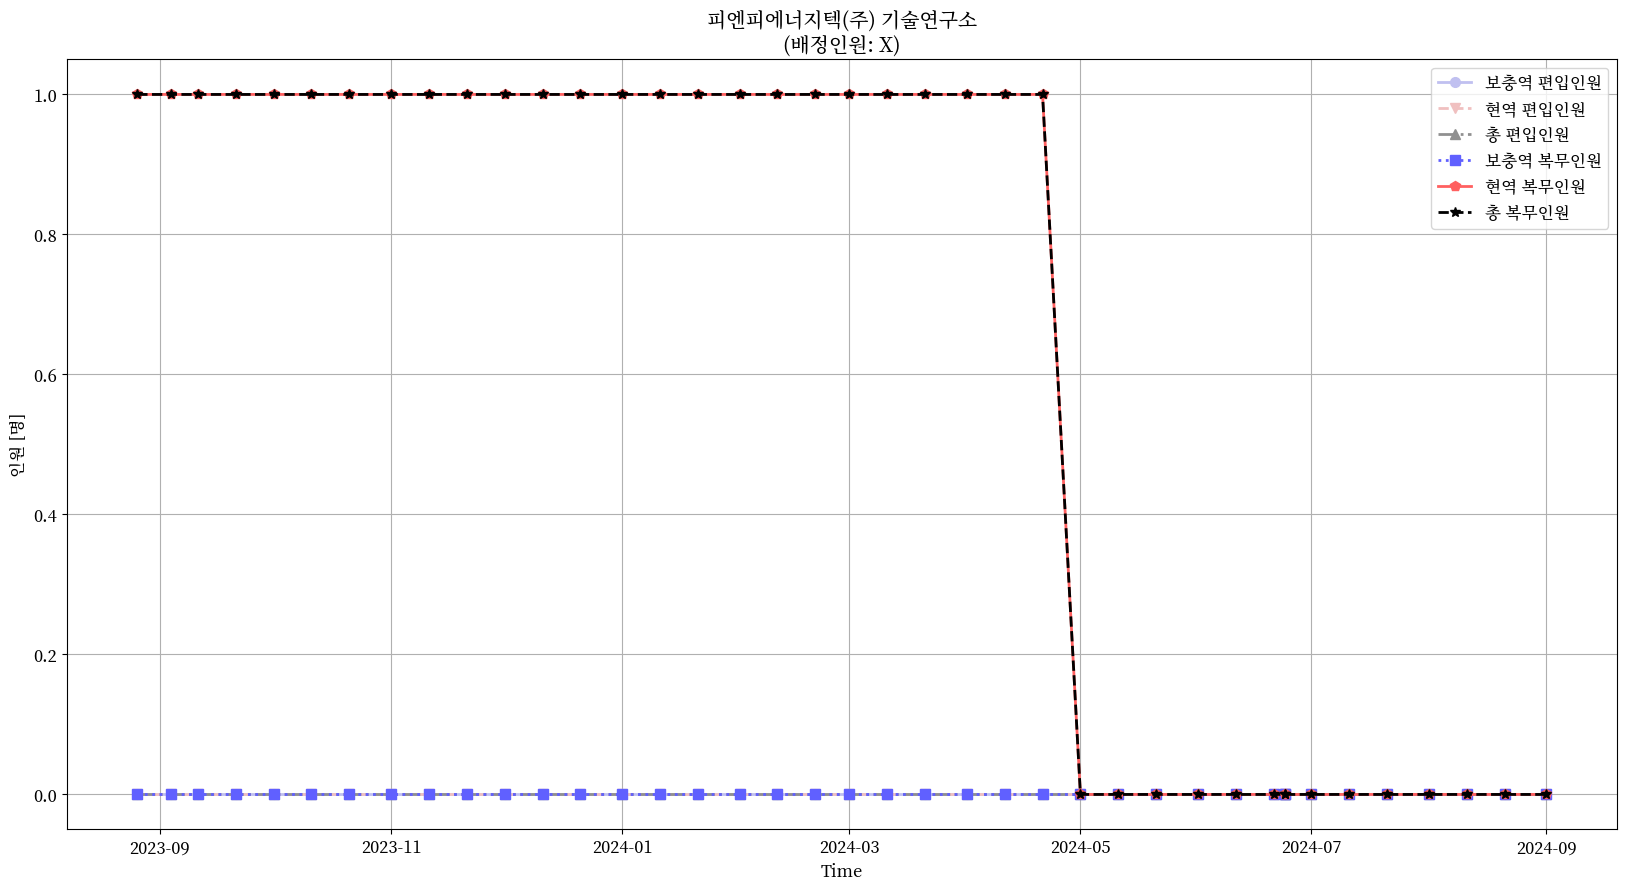 피엔피에너지텍(주) 기술연구소
(배정인원: X)
보충역 편입인원
현역 편입인원
총 편입인원
보충역 복무인원
현역 복무인원
총 복무인원
인원 [명]
1.0
0.8
0.6
0.4
0.2
0.0
2023-09
2023-11
2024-01
2024-03
2024-05
2024-07
2024-09
Time